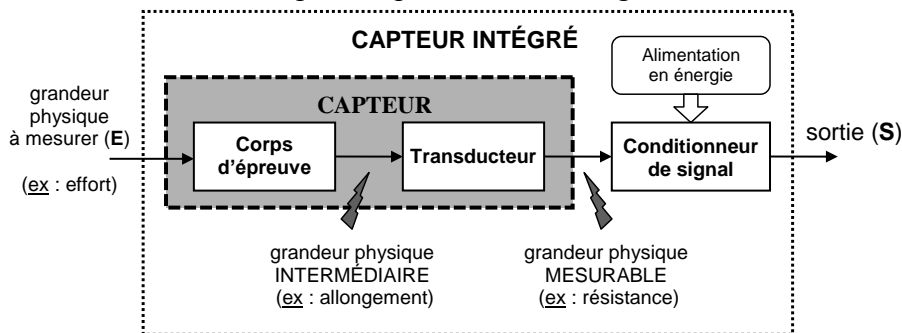 CAPTEUR INTÉGRÉ
Alimentation
en énergie
grandeur
physique
à mesurer (E)
(ex : effort)
CAPTEUR
Corps
d'épreuve
Transducteur
Conditionneur
de signal
sortie (S)
grandeur physique
INTERMÉDIAIRE
(ex : allongement)
grandeur physique
MESURABLE
(ex : résistance)